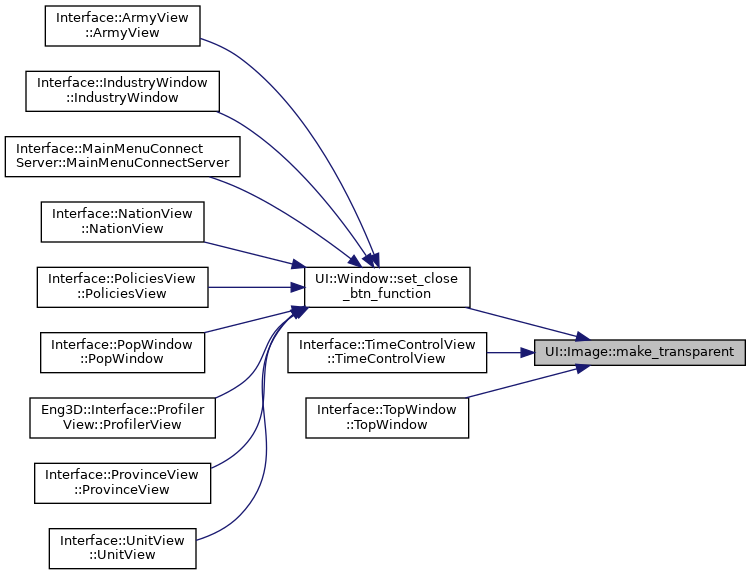 Interface::ArmyView
::ArmyView
Interface::IndustryWindow
::IndustryWindow
Interface::MainMenuConnect
Server::MainMenuConnectServer
Interface::NationView
::NationView
Interface::PoliciesView
::PoliciesView
Interface::PopWindow
::PopWindow
Eng3D::Interface::Profiler
View::ProfilerView
Interface::ProvinceView
::ProvinceView
Interface::UnitView
::UnitView
UI::Window::set_close
_btn_function
Interface::TimeControlView
::TimeControlView
Interface::TopWindow
::TopWindow
UI::Image::make_transparent